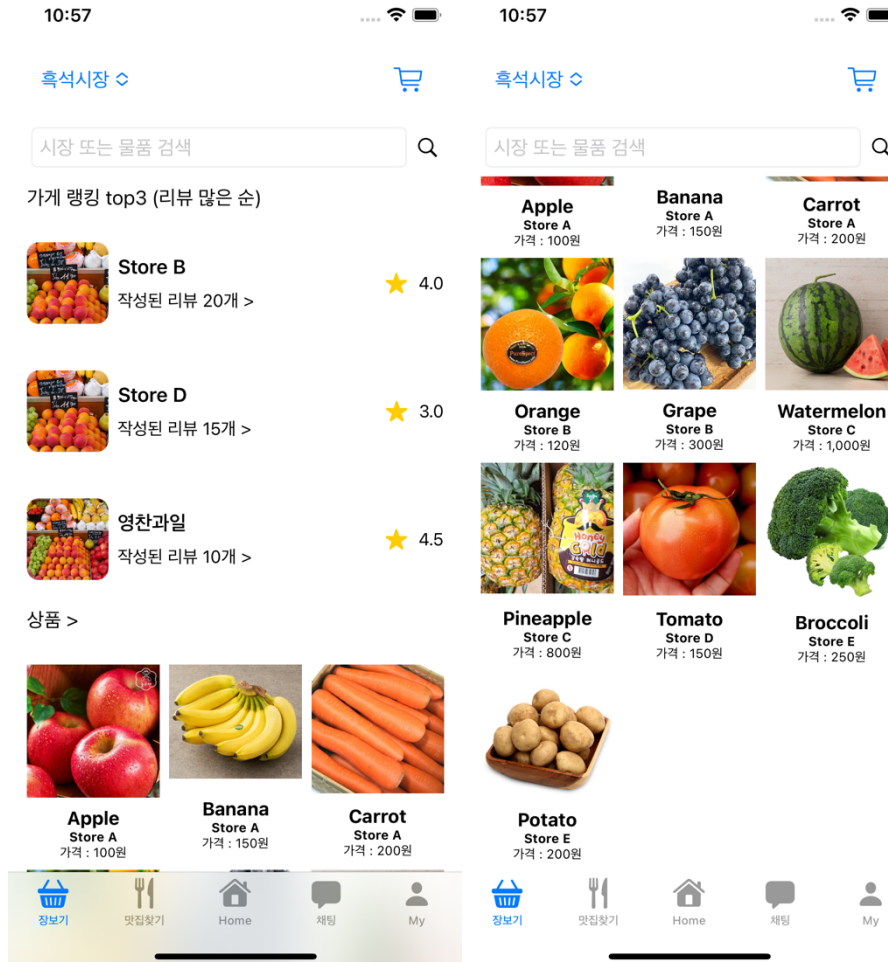 10:57
흑석시장
시장 또는 물품 검색
가게 랭킹 top3 (리뷰 많은 순)
Store B
작성된 리뷰 20개 >
4.0
Store D
작성된 리뷰 15개 >
3.0
영찬과일
작성된 리뷰 10개 >
4.5
상품 >
Apple
Store A
가격 : 100원
Banana
Store A
가격 : 150원
Carrot
Store A
가격 : 200원
장보기
맛집찾기
Home
채팅
My
10:57
흑석시장
시장 또는 물품 검색
Apple
Store A
가격 : 100원
Banana
Store A
가격 : 150원
Carrot
Store A
가격 : 200원
Orange
Store B
가격 : 120원
Grape
Store B
가격 : 300원
Watermelon
Store C
가격 : 1,000원
Honey
Gold
Pineapple
Store C
가격 : 800원
Tomato
Store D
가격 : 150원
Broccoli
Store E
가격 : 250원
Potato
Store E
가격 : 200원
장보기
맛집찾기
Home
채팅
My